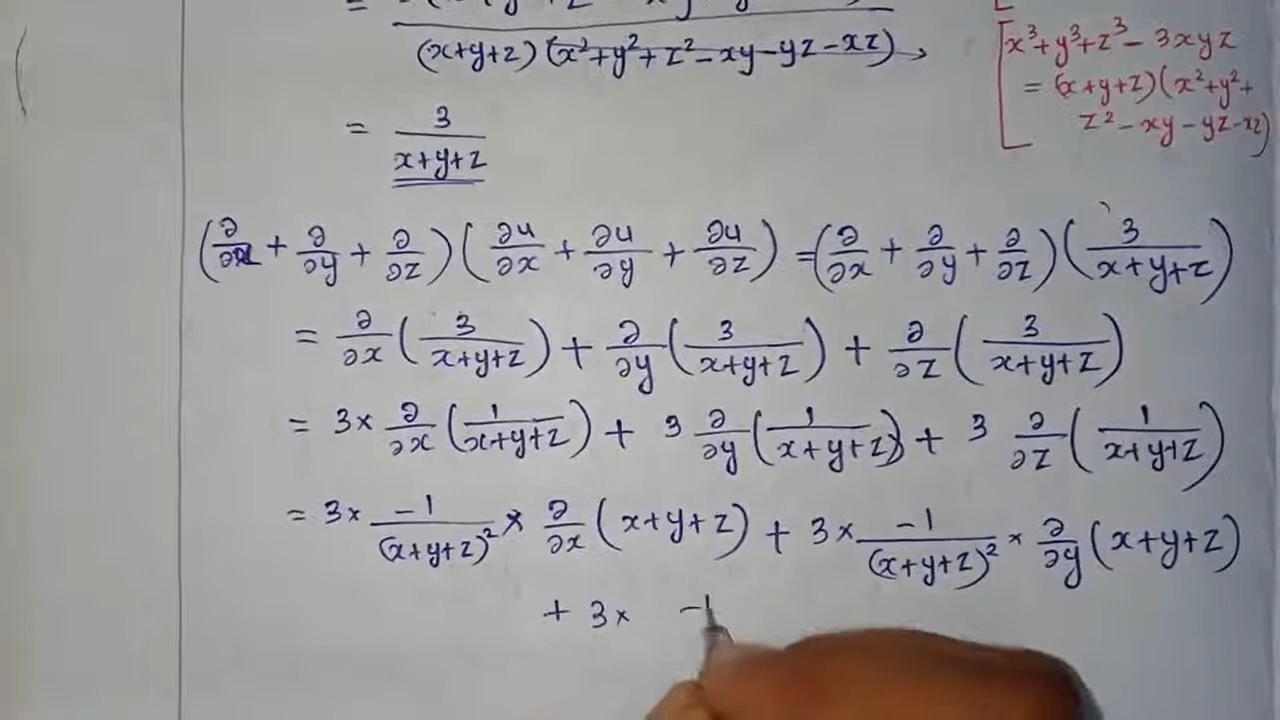 =
(x+y+z) (x²+y²+z²-xy-yz-xz)
x³+y³+z³ - 3xyz
= (x+y+z)(x²+y²+
z² - xy - yz - xz)
= 3/(x+y+z)
(∂/∂x + ∂/∂y + ∂/∂z)(∂u/∂x + ∂u/∂y + ∂u/∂z) = (∂/∂x + ∂/∂y + ∂/∂z)(3/(x+y+z))
= ∂/∂x (3/(x+y+z)) + ∂/∂y (3/(x+y+z)) + ∂/∂z (3/(x+y+z))
= 3× ∂/∂x (1/(x+y+z)) + 3 ∂/∂y (1/(x+y+z)) + 3 ∂/∂z (1/(x+y+z))
= 3× -1/(x+y+z)² × ∂/∂x (x+y+z) + 3× -1/(x+y+z)² × ∂/∂y (x+y+z)
+ 3× -1